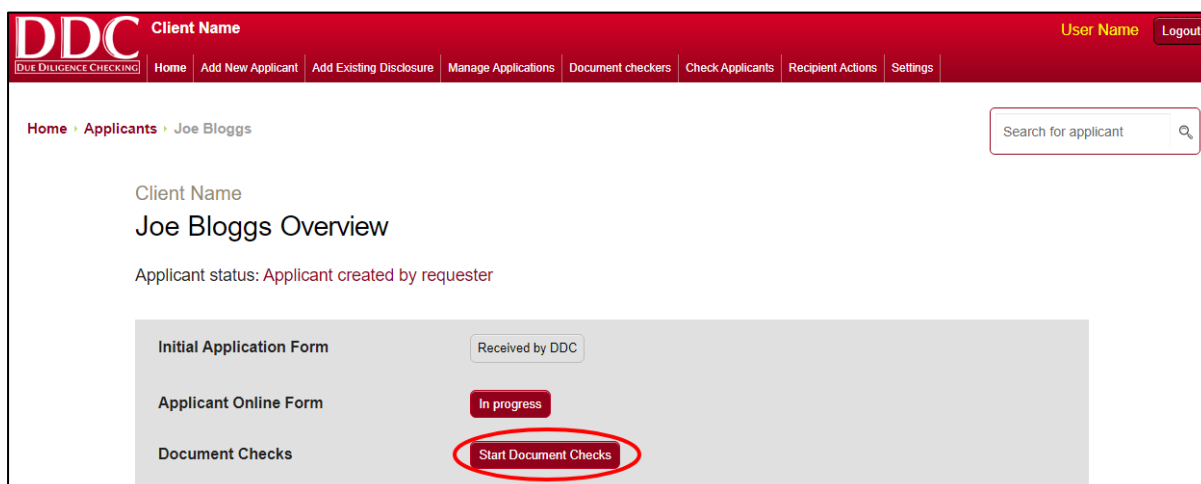 DDC
DUE DILIGENCE CHECKING
Client Name
User Name Logout
Home Add New Applicant Add Existing Disclosure Manage Applications Document checkers Check Applicants Recipient Actions Settings
Home Applicants Joe Bloggs
Search for applicant
Client Name
Joe Bloggs Overview
Applicant status: Applicant created by requester
Initial Application Form Received by DDC
Applicant Online Form In progress
Document Checks Start Document Checks